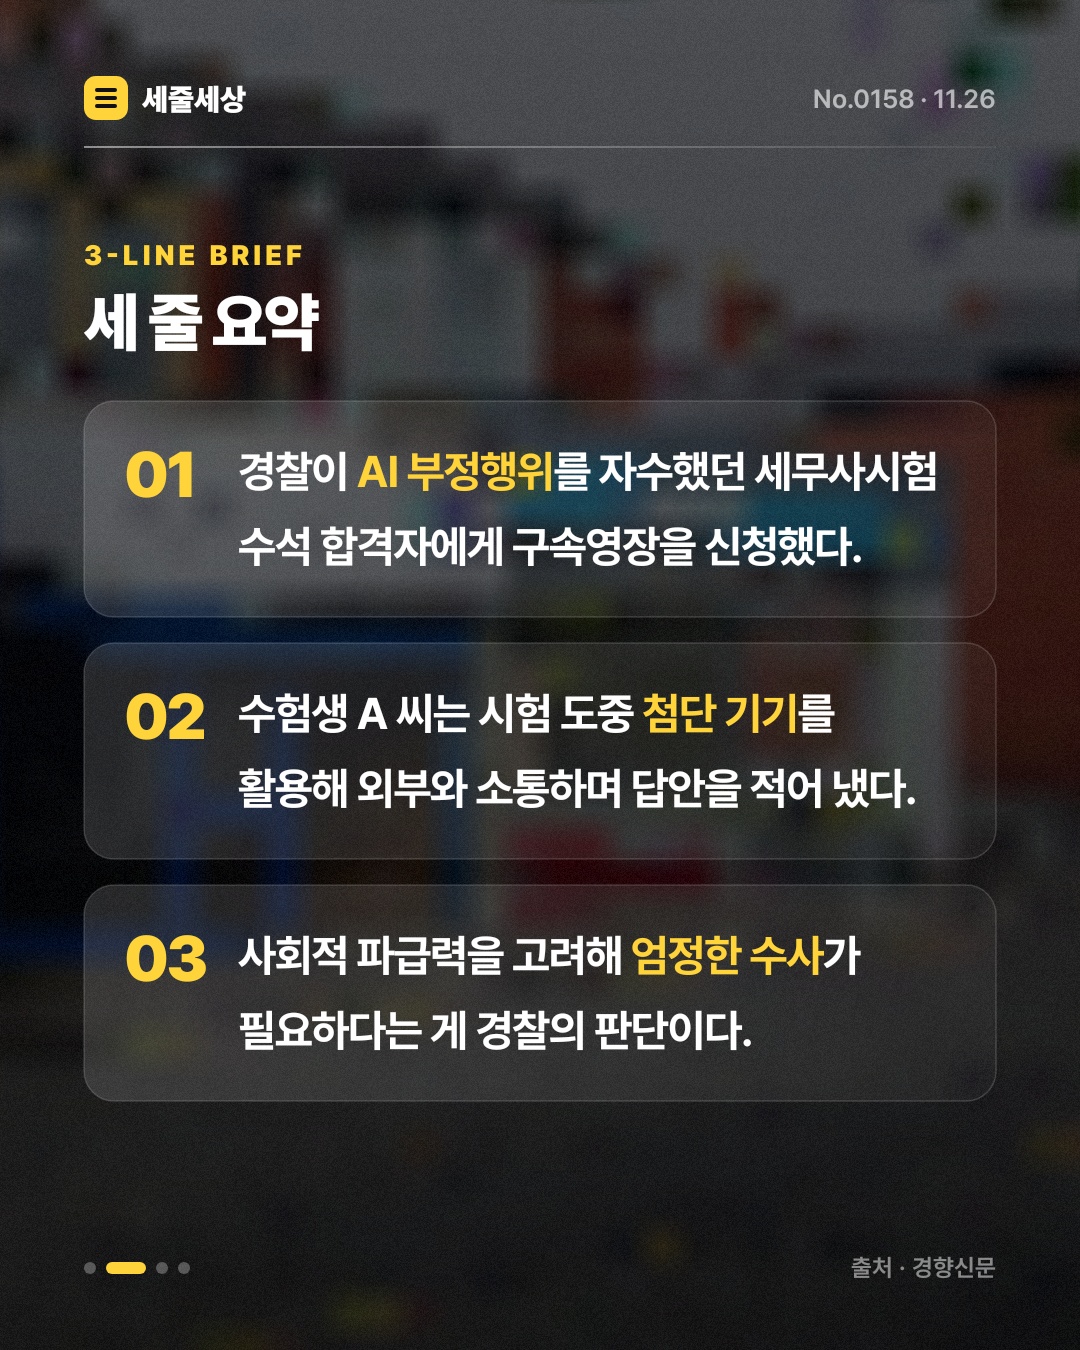 세줄세상
No.0158 · 11.26
3-LINE BRIEF
세 줄 요약
01
경찰이 AI 부정행위를 자수했던 세무사시험
수석 합격자에게 구속영장을 신청했다.
02
수험생 A 씨는 시험 도중 첨단 기기를
활용해 외부와 소통하며 답안을 적어 냈다.
03
사회적 파급력을 고려해 엄정한 수사가
필요하다는 게 경찰의 판단이다.
출처 · 경향신문